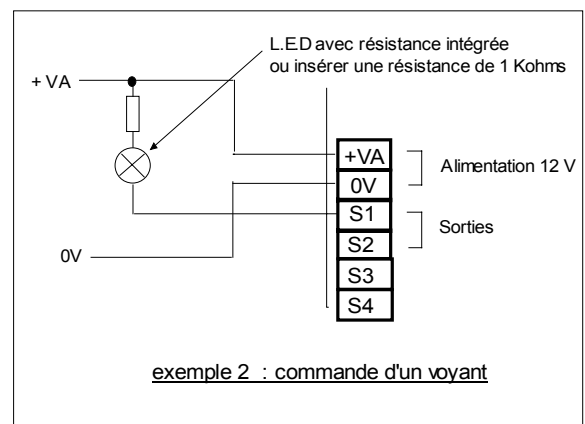 L.E.D avec résistance intégrée
ou insérer une résistance de 1 Kohms
+ VA
+VA
Alimentation 12 V
0V
S1
Sorties
S2
0V
S3
S4
exemple 2 : commande d'un voyant